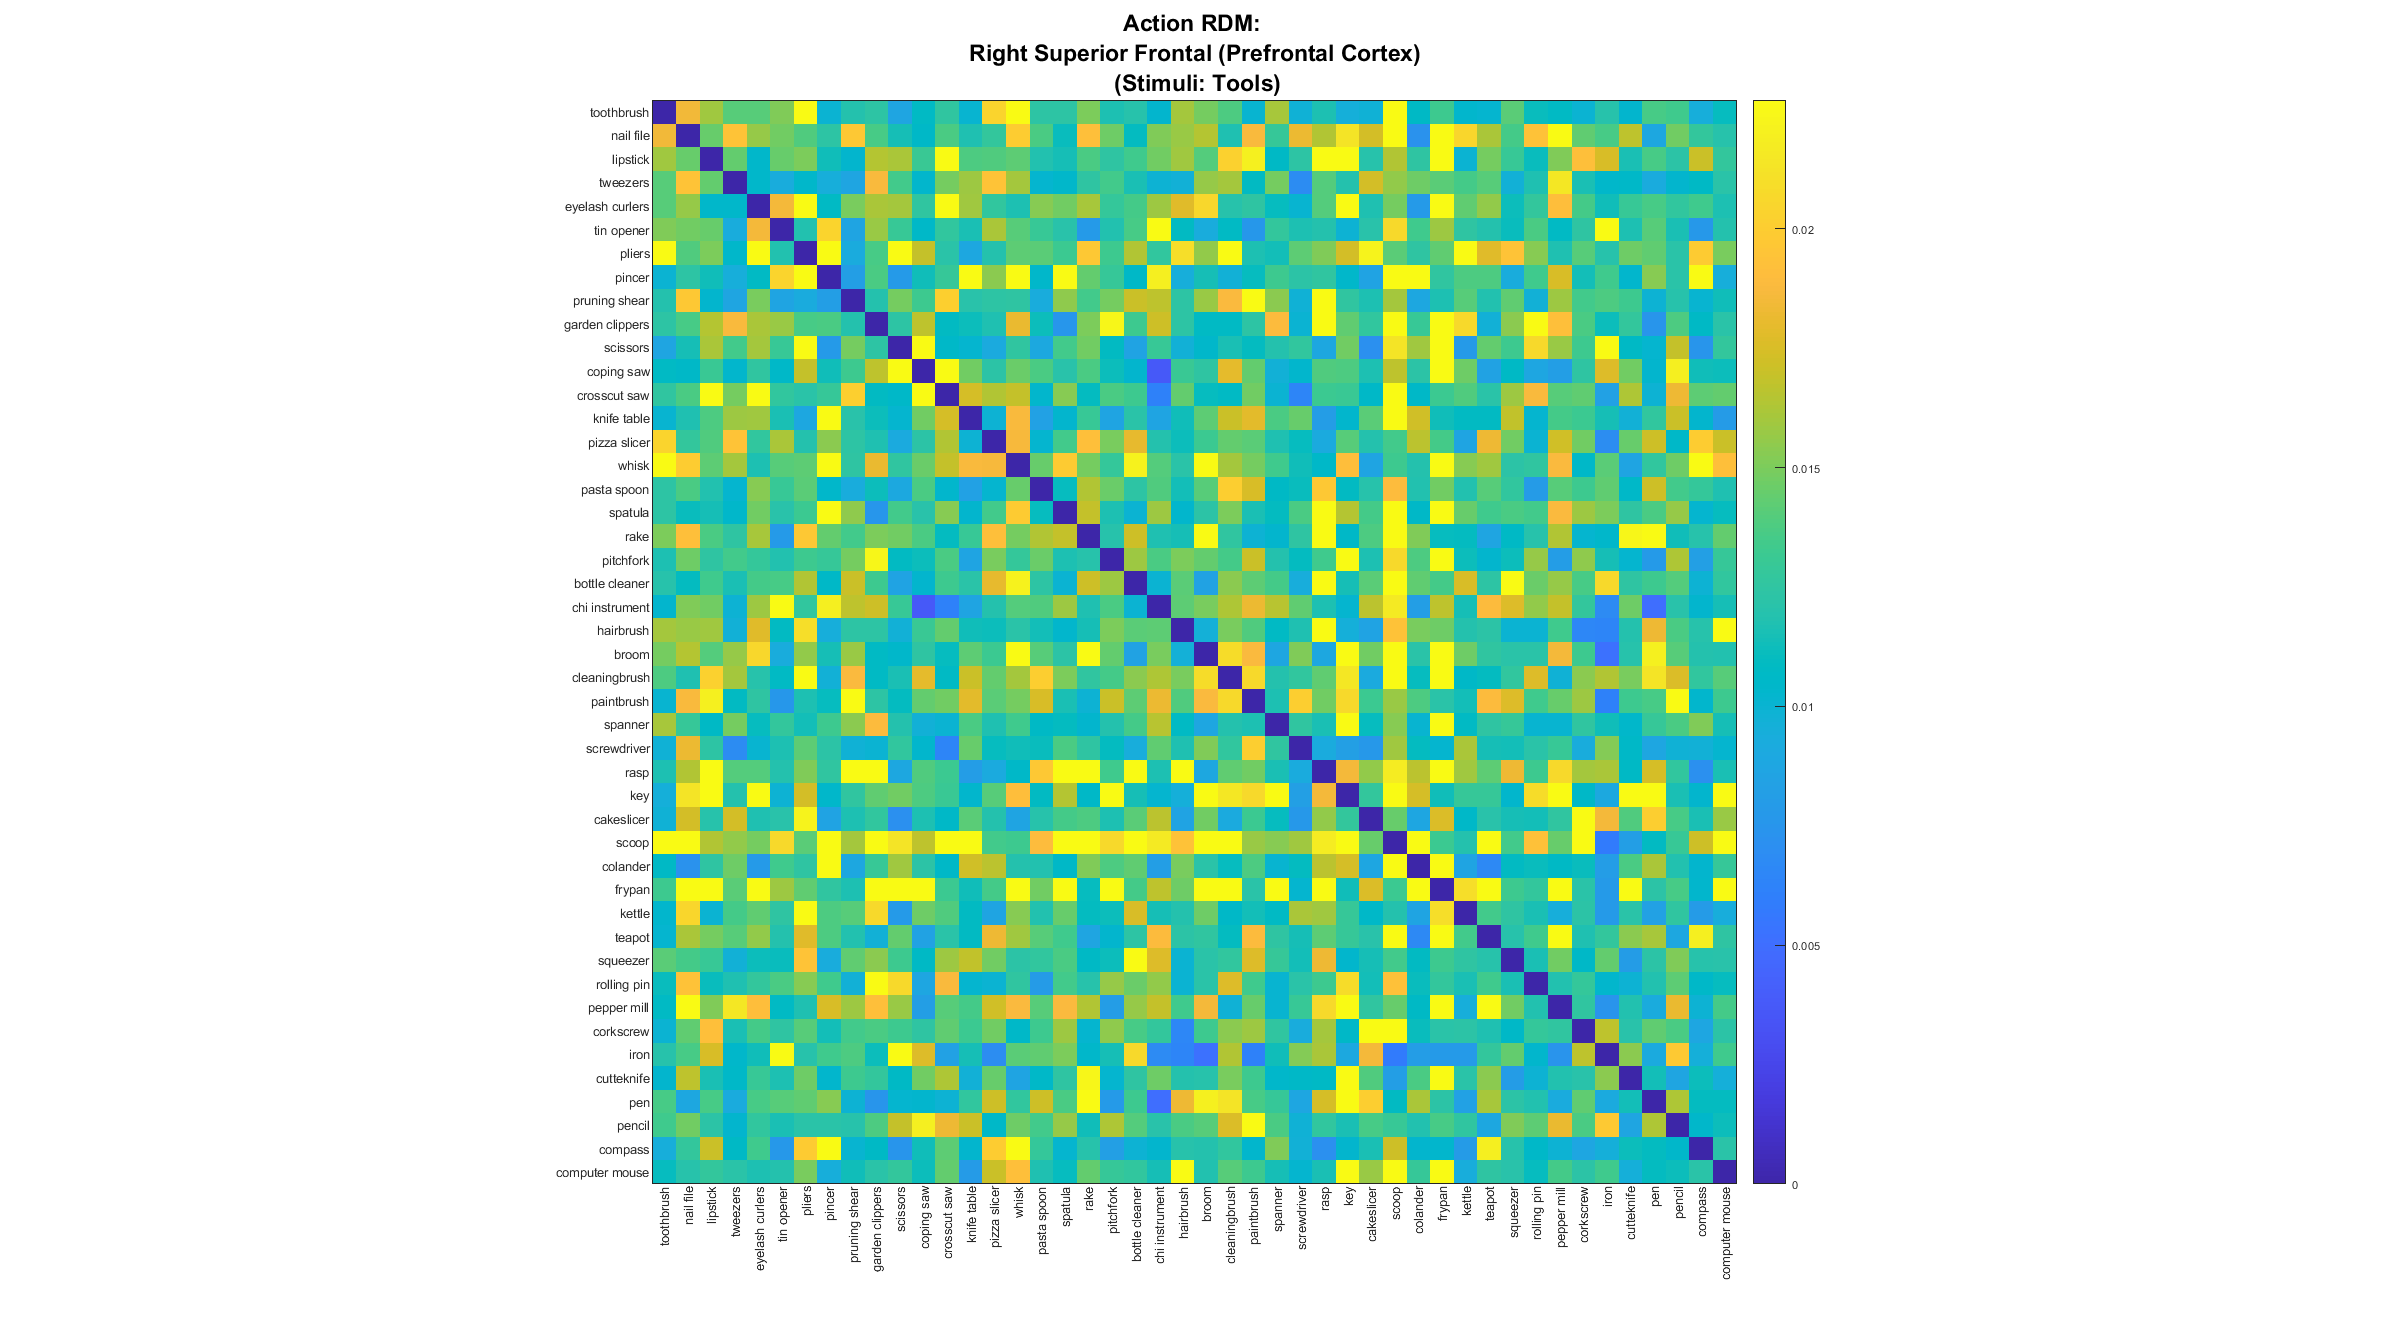 Action RDM:
Right Superior Frontal (Prefrontal Cortex)
(Stimuli: Tools)
toothbrush
nail file
lipstick
tweezers
eyelash curlers
tin opener
pliers
pincer
pruning shear
garden clippers
scissors
coping saw
crosscut saw
knife table
pizza slicer
whisk
pasta spoon
spatula
rake
pitchfork
bottle cleaner
chi instrument
hairbrush
broom
cleaningbrush
paintbrush
spanner
screwdriver
rasp
key
cakeslicer
scoop
colander
frypan
kettle
teapot
squeezer
rolling pin
pepper mill
corkscrew
iron
cutteknife
pen
pencil
compass
computer mouse
toothbrush
nail file
lipstick
tweezers
eyelash curlers
tin opener
pliers
pincer
pruning shear
garden clippers
scissors
coping saw
crosscut saw
knife table
pizza slicer
whisk
pasta spoon
spatula
rake
pitchfork
bottle cleaner
chi instrument
hairbrush
broom
cleaningbrush
paintbrush
spanner
screwdriver
rasp
key
cakeslicer
scoop
colander
frypan
kettle
teapot
squeezer
rolling pin
pepper mill
corkscrew
iron
cutteknife
pen
pencil
compass
computer mouse
0.02
0.015
0.01
0.005
0